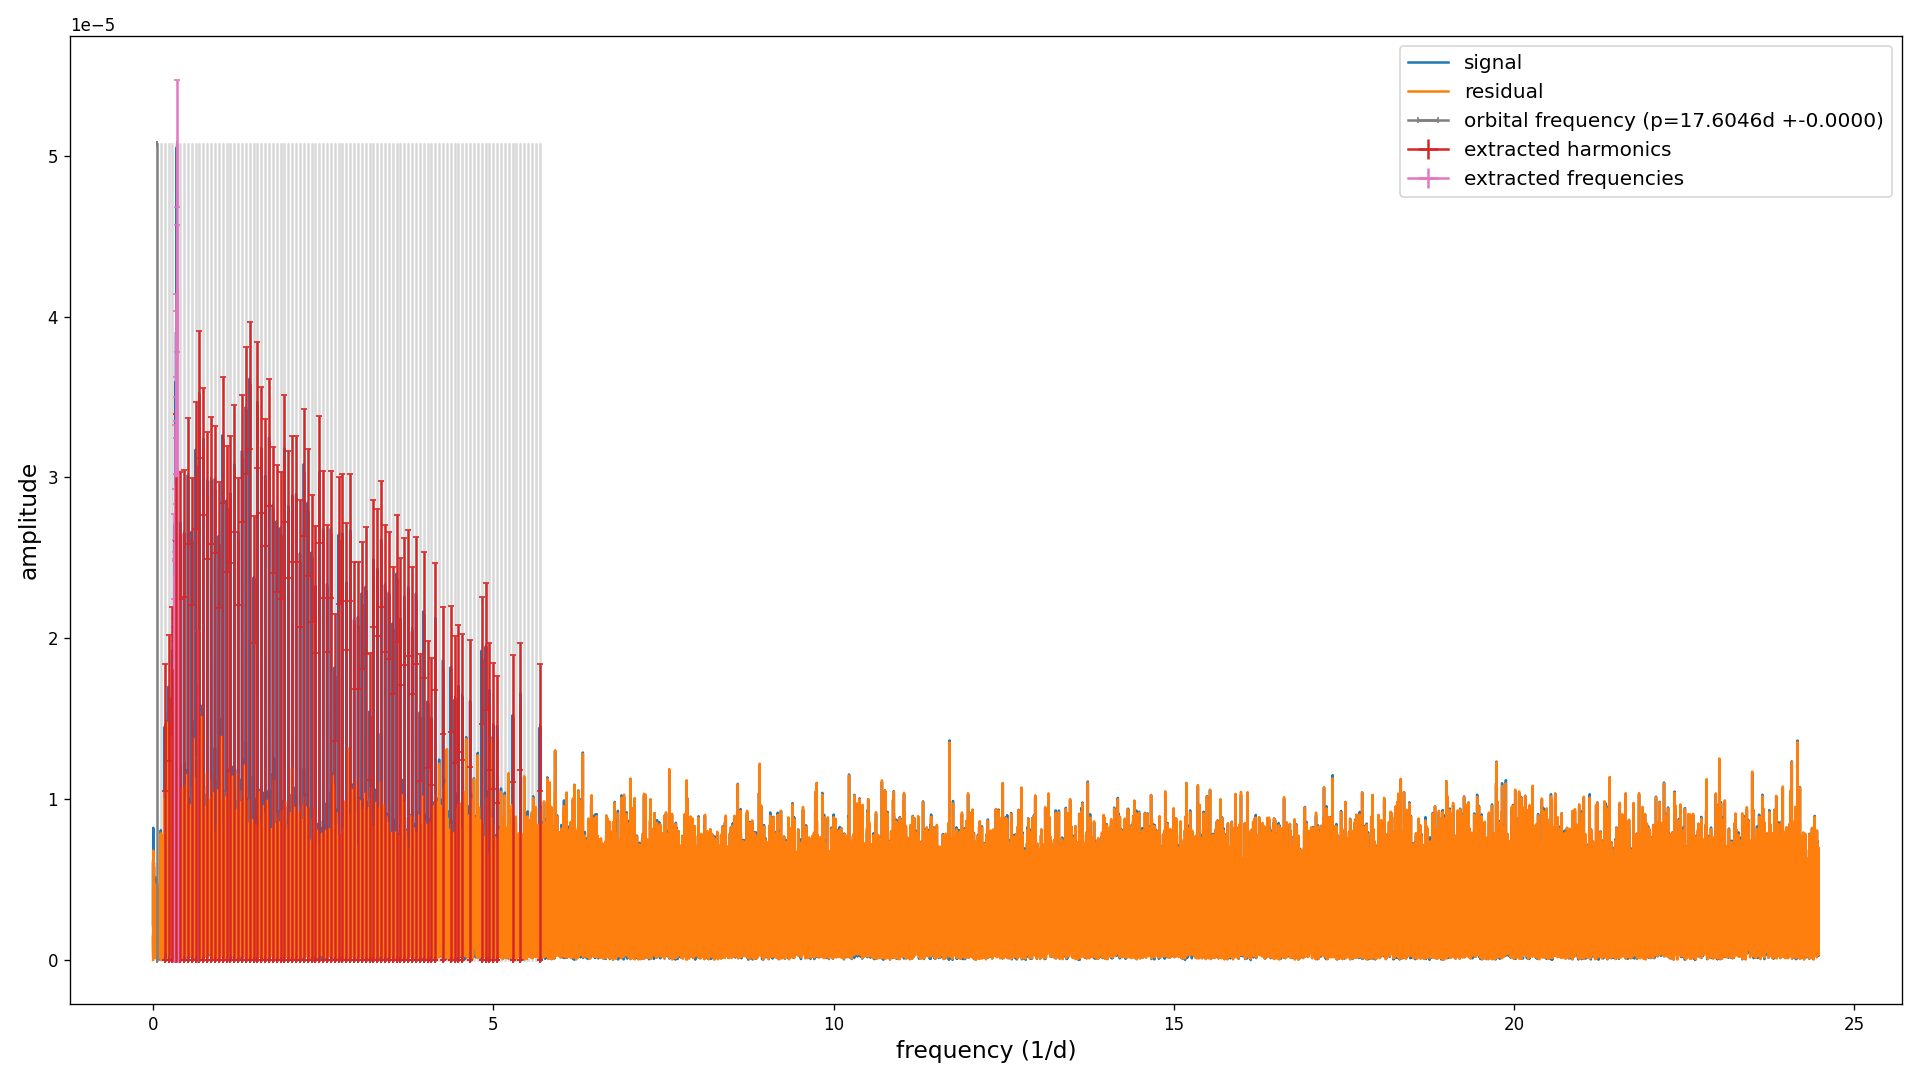 1e−5
signal
residual
orbital frequency (p=17.6046d +-0.0000)
extracted harmonics
extracted frequencies
5
4
3
2
1
0
amplitude
0 5 10 15 20 25
frequency (1/d)